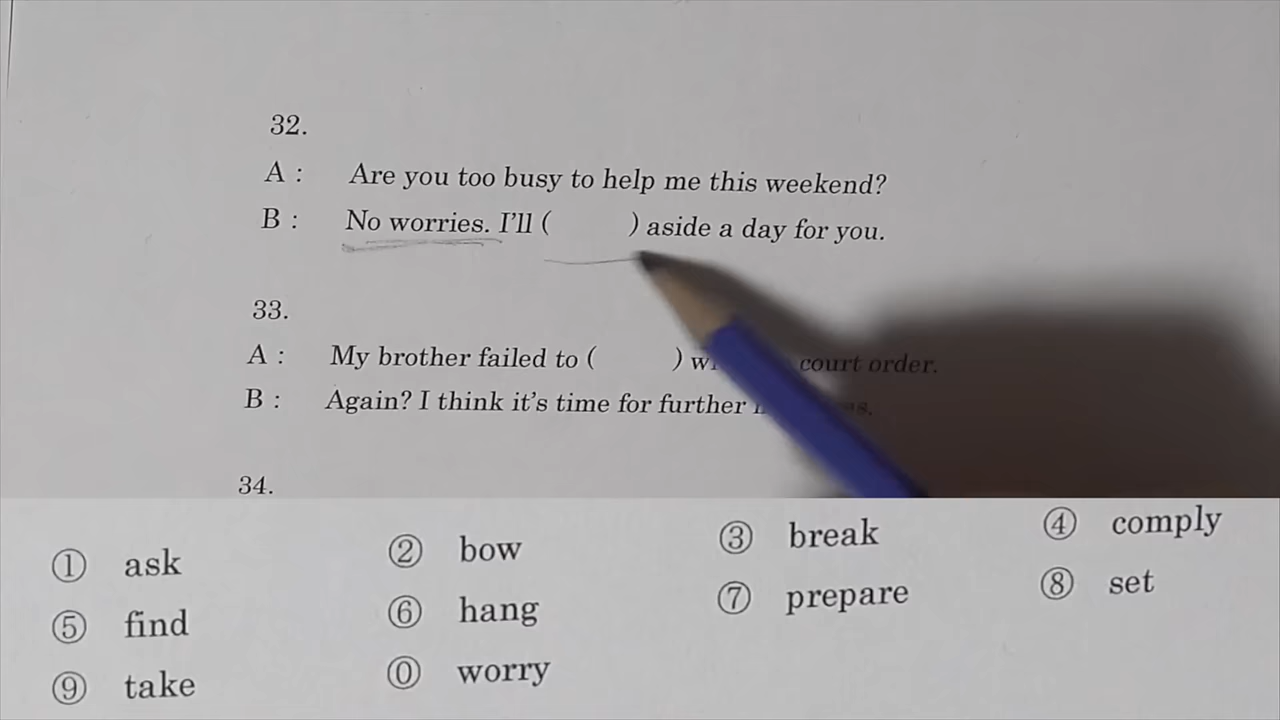 32.
A : Are you too busy to help me this weekend?
B : No worries. I'll (   ) aside a day for you.
33.
A : My brother failed to (   ) court order.
B : Again? I think it's time for further
34.
① ask ② bow ③ break ④ comply
⑤ find ⑥ hang ⑦ prepare ⑧ set
⑨ take ⓪ worry